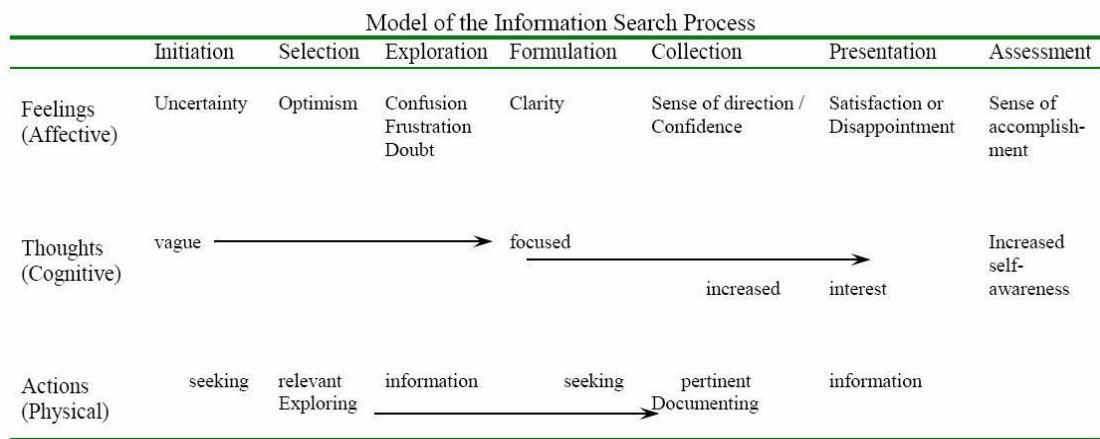 Model of the Information Search Process
Initiation Selection Exploration Formulation Collection Presentation Assessment
Feelings
(Affective)
Uncertainty Optimism Confusion Clarity Sense of direction / Satisfaction or Sense of
Frustration Confidence Disappointment accomplish-
Doubt ment
Thoughts
(Cognitive)
vague focused Increased
self-
increased interest awareness
Actions
(Physical)
seeking relevant information seeking pertinent information
Exploring Documenting